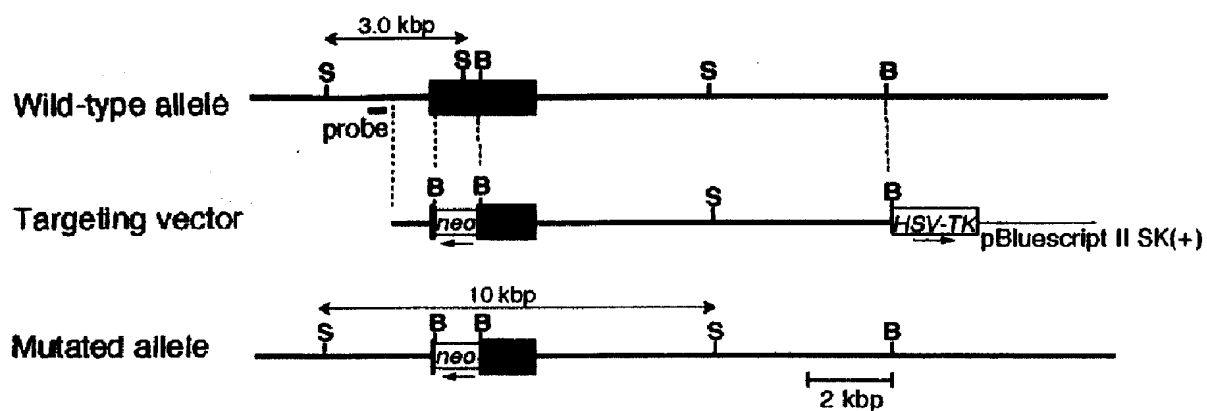 3.0 kbp
S S B S B
Wild-type allele
probe
B B S B
Targeting vector
neo HSV-TK
pBluescript II SK(+)
10 kbp
S B B S B
Mutated allele
neo
2 kbp